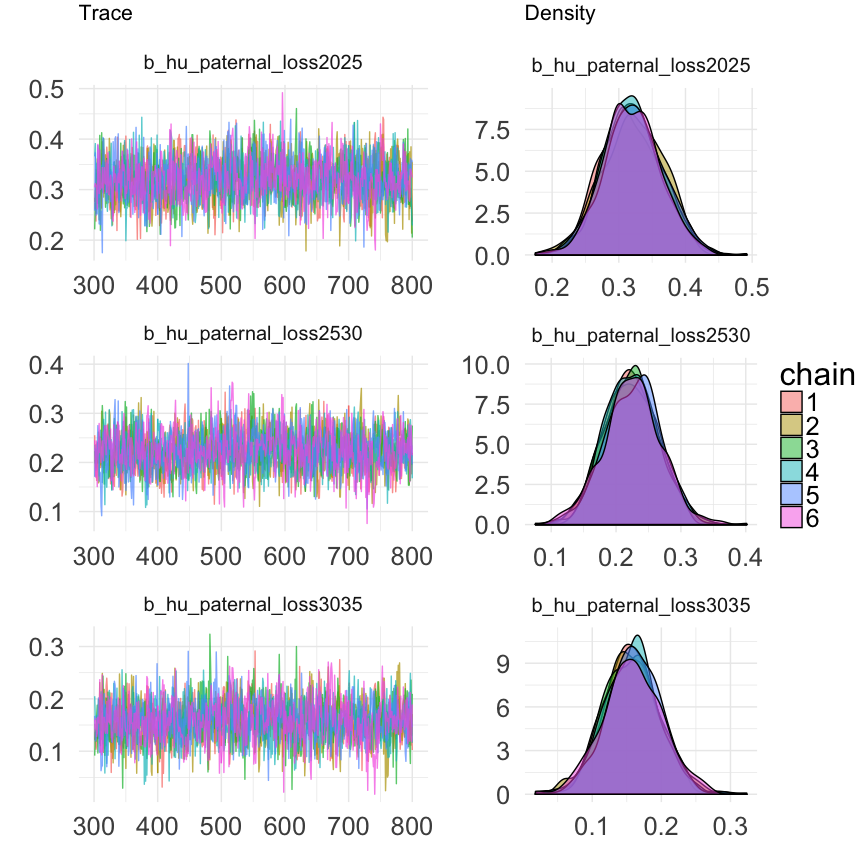 Trace
Density
b_hu_paternal_loss2025
0.5
0.4
0.3
0.2
300 400 500 600 700 800
b_hu_paternal_loss2025
7.5
5.0
2.5
0.0
0.2 0.3 0.4 0.5
b_hu_paternal_loss2530
0.4
0.3
0.2
0.1
300 400 500 600 700 800
b_hu_paternal_loss2530
10.0
7.5
5.0
2.5
0.0
0.1 0.2 0.3 0.4
b_hu_paternal_loss3035
0.3
0.2
0.1
300 400 500 600 700 800
b_hu_paternal_loss3035
9
6
3
0
0.1 0.2 0.3
chain
1
2
3
4
5
6